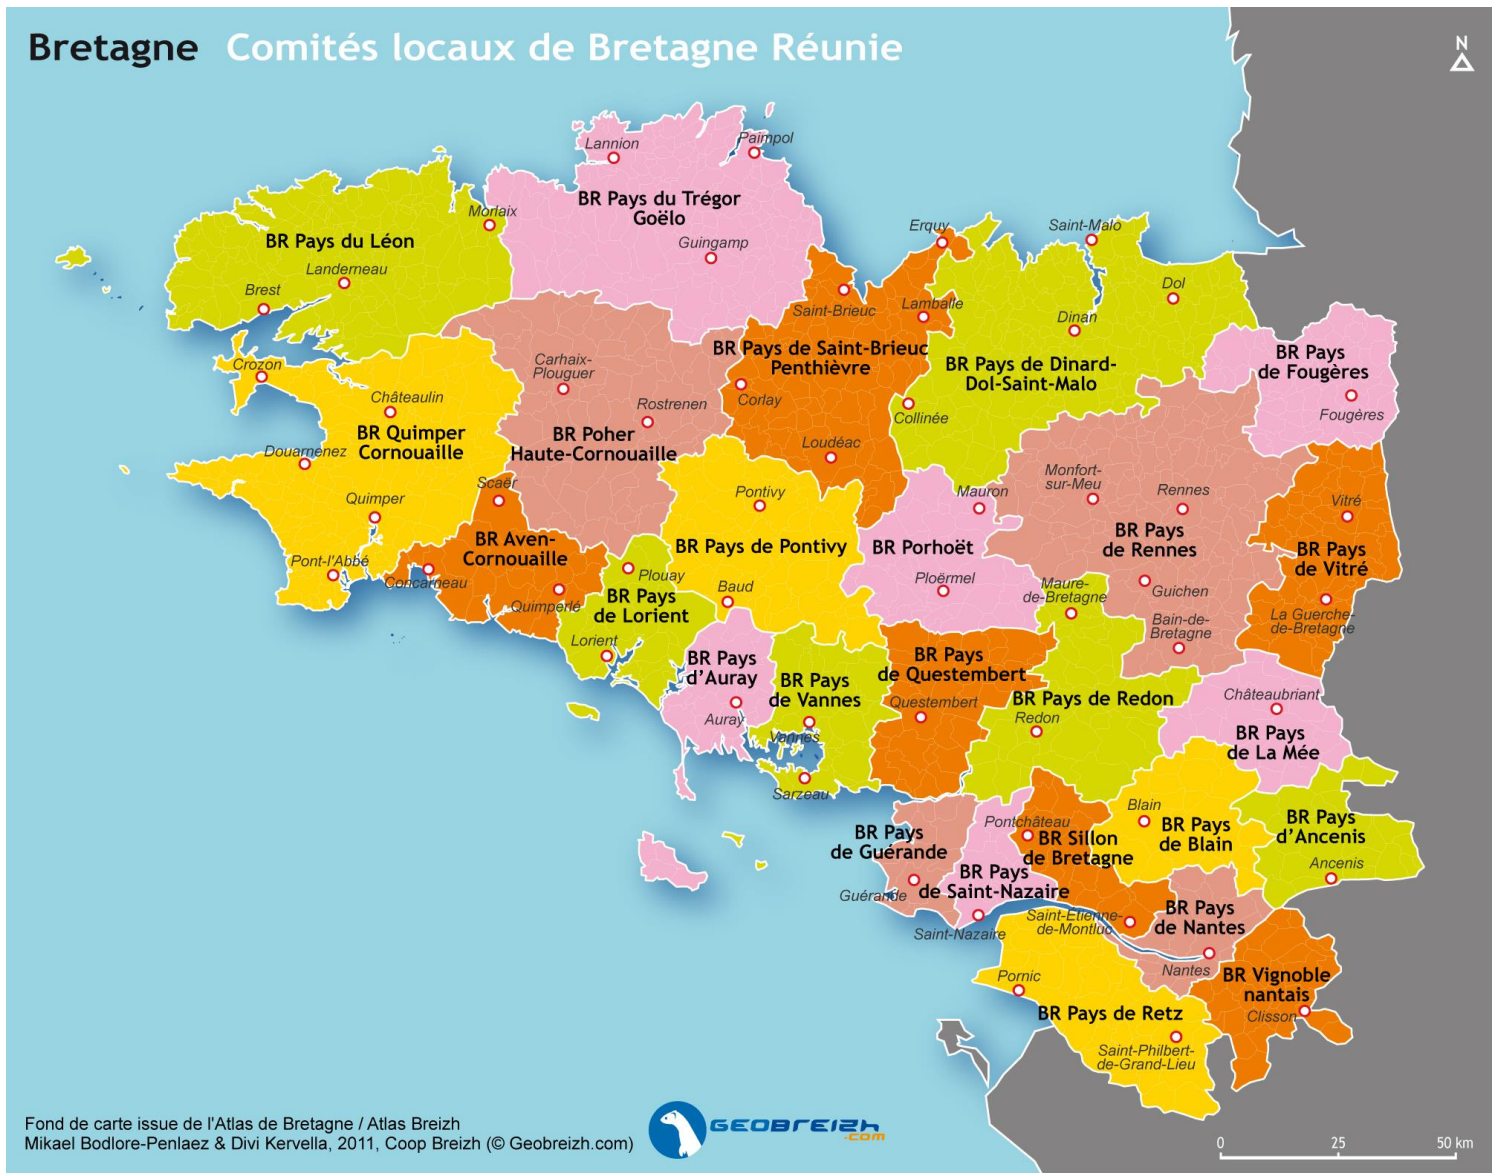 Bretagne Comités locaux de Bretagne Réunie
N
Lannion
Paimpol
BR Pays du Trégor
Goëlo
Morlaix
BR Pays du Léon
Guingamp
Landerneau
Brest
Erquy
Saint-Malo
Dol
Saint-Brieuc
Lamballe
Dinan
BR Pays de Saint-Brieuc
Penthièvre
BR Pays de Dinard-
Dol-Saint-Malo
BR Pays
de Fougères
Fougères
Crozon
Châteaulin
Carhaix-
Plouguer
Rostrenen
Corlay
Collinée
BR Quimper
Cornouaille
BR Poher
Haute-Cornouaille
Loudéac
Douarnenez
Quimper
Scaër
Pontivy
Mauron
Monfort-
sur-Meu
Rennes
Vitré
BR Aven-
Cornouaille
BR Pays de Pontivy
BR Porhoët
BR Pays
de Rennes
BR Pays
de Vitré
Pont-l'Abbé
Concarneau
Quimperlé
Plouay
Baud
Ploërmel
Maure-
de-Bretagne
Guichen
Bain-de-
Bretagne
La Guerche-
de-Bretagne
BR Pays
de Lorient
Lorient
BR Pays
d'Auray
Auray
BR Pays
de Vannes
Vannes
Sarzeau
BR Pays
de Questembert
Questembert
BR Pays de Redon
Redon
Châteaubriant
BR Pays
de La Mée
BR Pays
de Guérande
Guérande
Pontchâteau
BR Sillon
de Bretagne
Blain
BR Pays
de Blain
BR Pays
d'Ancenis
Ancenis
BR Pays
de Saint-Nazaire
Saint-Nazaire
Saint-Étienne-
de-Montluc
BR Pays
de Nantes
Nantes
Pornic
BR Pays de Retz
Saint-Philbert-
de-Grand-Lieu
BR Vignoble
nantais
Clisson
Fond de carte issue de l'Atlas de Bretagne / Atlas Breizh
Mikael Bodlore-Penlaez & Divi Kervella, 2011, Coop Breizh (© Geobreizh.com)
GEOBREIZH
.com
0 25 50 km